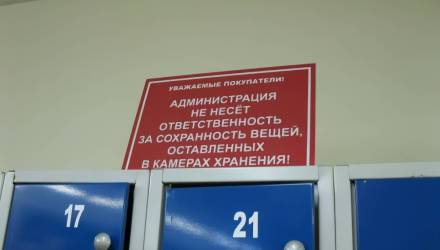 УВАЖАЕМЫЕ ПОКУПАТЕЛИ!
АДМИНИСТРАЦИЯ
НЕ НЕСЁТ
ОТВЕТСТВЕННОСТЬ
ЗА СОХРАННОСТЬ ВЕЩЕЙ,
ОСТАВЛЕННЫХ
В КАМЕРАХ ХРАНЕНИЯ!
17
21